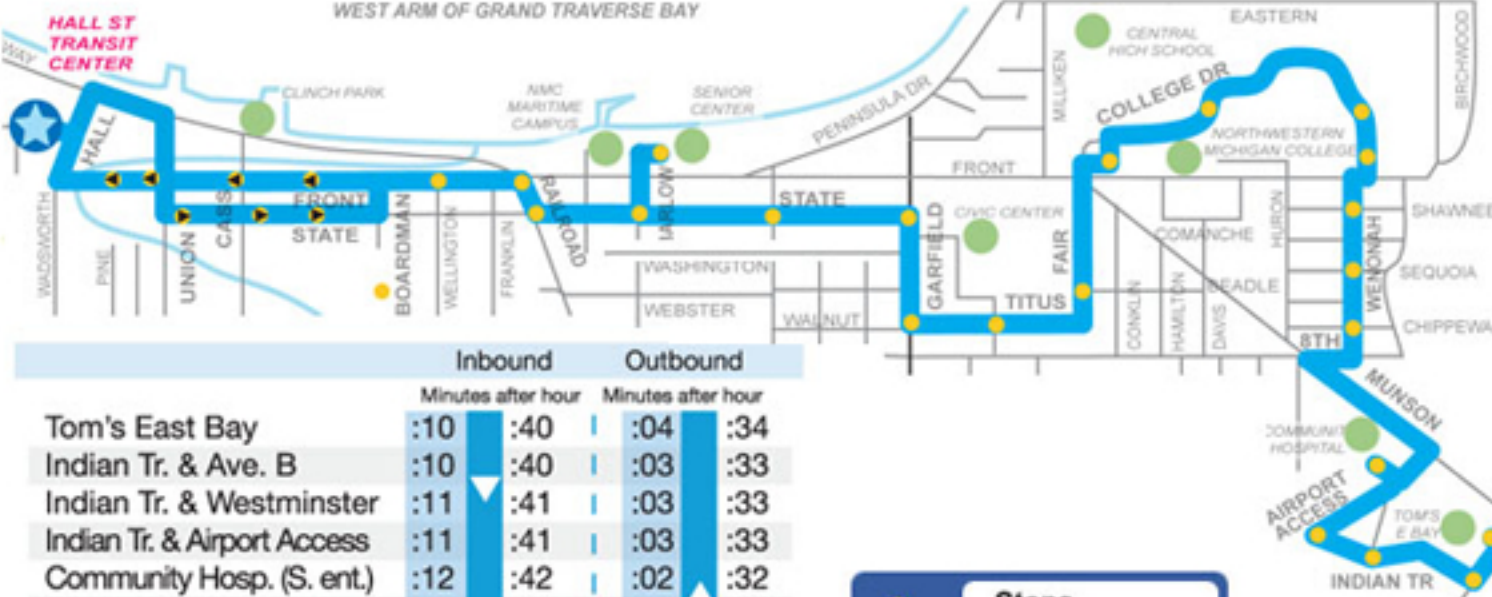 WEST ARM OF GRAND TRAVERSE BAY
HALL ST
TRANSIT
CENTER
WAY
EASTERN
BIRCHWOOD
CENTRAL
HIGH SCHOOL
MILLIKEN
COLLEGE DR
CLINCH PARK
NMC
MARITIME
CAMPUS
SENIOR
CENTER
PENINSULA DR
HALL
NORTHWESTERN
MICHIGAN COLLEGE
FRONT
WADSWORTH
PINE
UNION
CASS
FRONT
STATE
BOARDMAN
WELLINGTON
FRANKLIN
RAILROAD
STATE
GARFIELD
CIVIC CENTER
FAIR
COMANCHE
HURON
WENONAH
SHAWNEE
SEQUOIA
CHIPPEWA
WASHINGTON
WEBSTER
WALNUT
TITUS
CONKLIN
HAMILTON
DAVIS
8TH
MUNSON
HOSPITAL
AIRPORT
ACCESS
TOM'S
E BAY
INDIAN TR
Inbound Outbound
Minutes after hour Minutes after hour
Tom's East Bay :10 :40 :04 :34
Indian Tr. & Ave. B :10 :40 :03 :33
Indian Tr. & Westminster :11 :41 :03 :33
Indian Tr. & Airport Access :11 :41 :03 :33
Community Hosp. (S. ent.) :12 :42 :02 :32
Stops